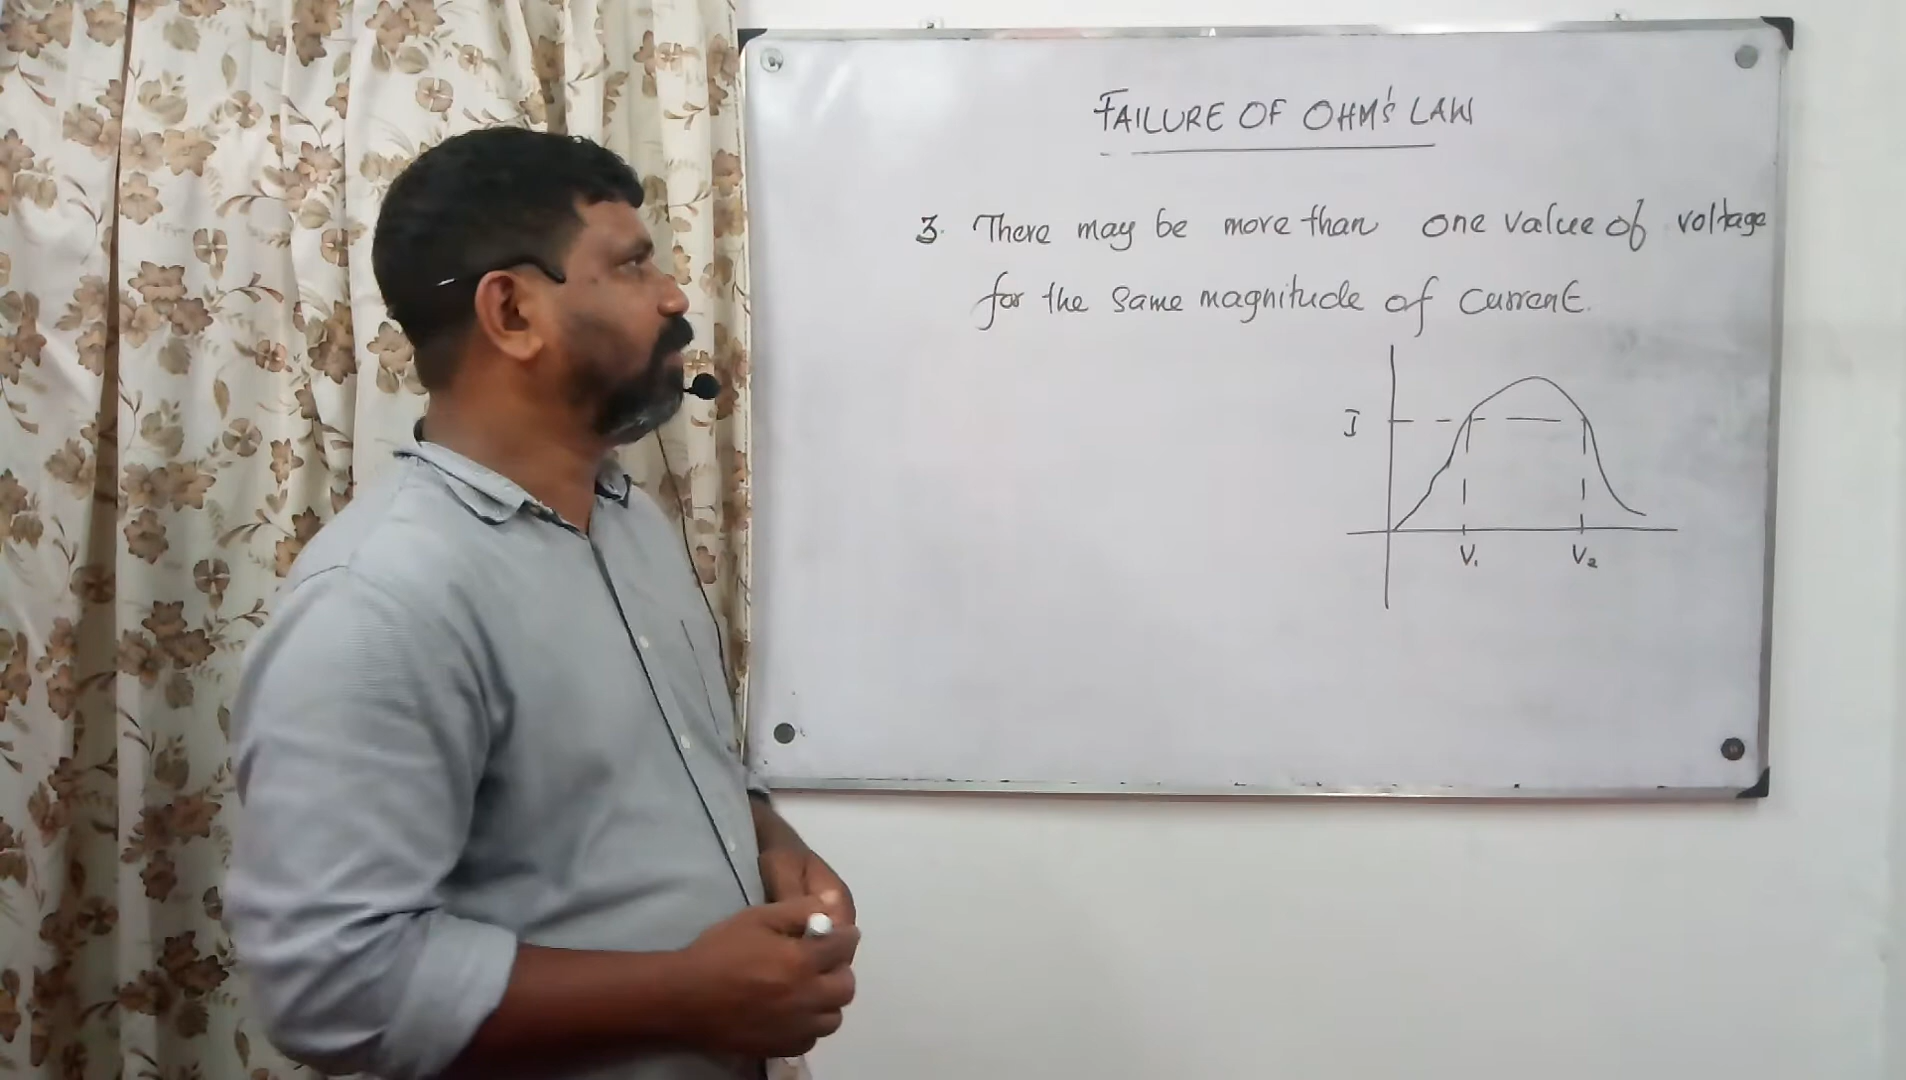 FAILURE OF OHM'S LAW
3. There may be more than one value of voltage
for the same magnitude of current.
I
V₁ V₂